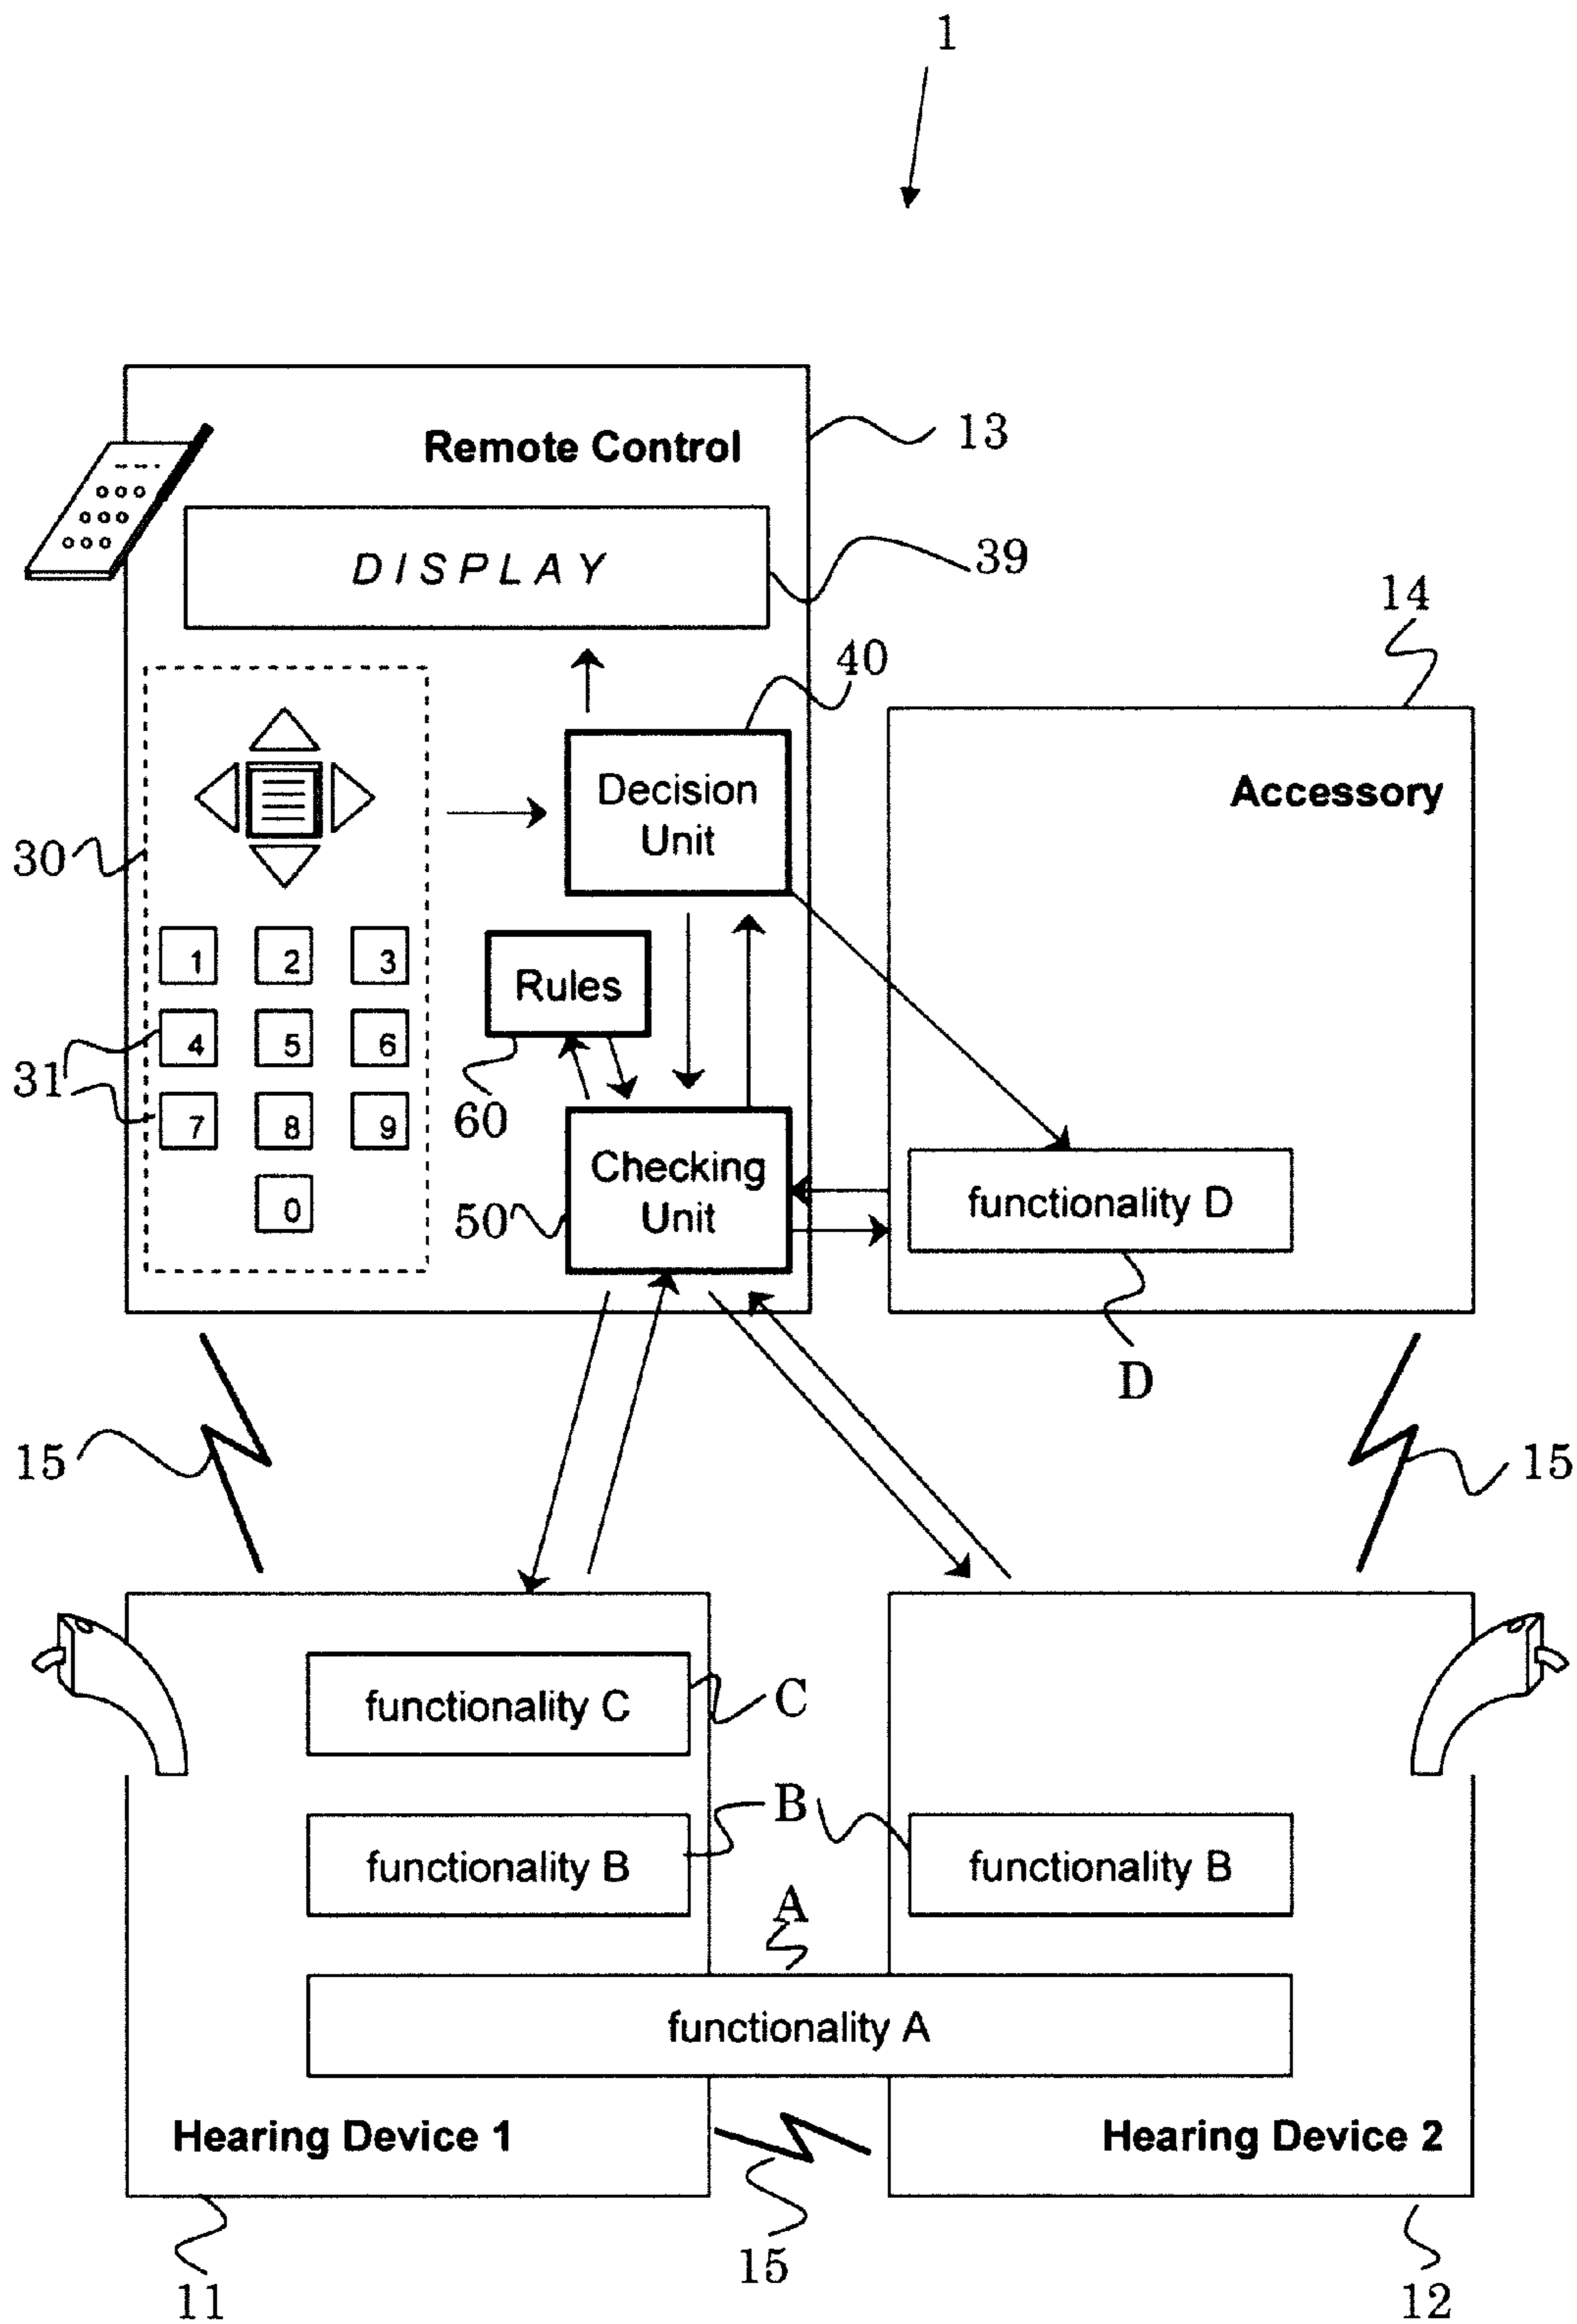 1
Remote Control
13
DISPLAY
39
14
40
Decision
Unit
Accessory
30
1 2 3
Rules
4 5 6
31
60
7 8 9
Checking
Unit
functionality D
0
50
D
15
15
functionality C
C
B
functionality B
functionality B
A
functionality A
Hearing Device 1
Hearing Device 2
15
11
12